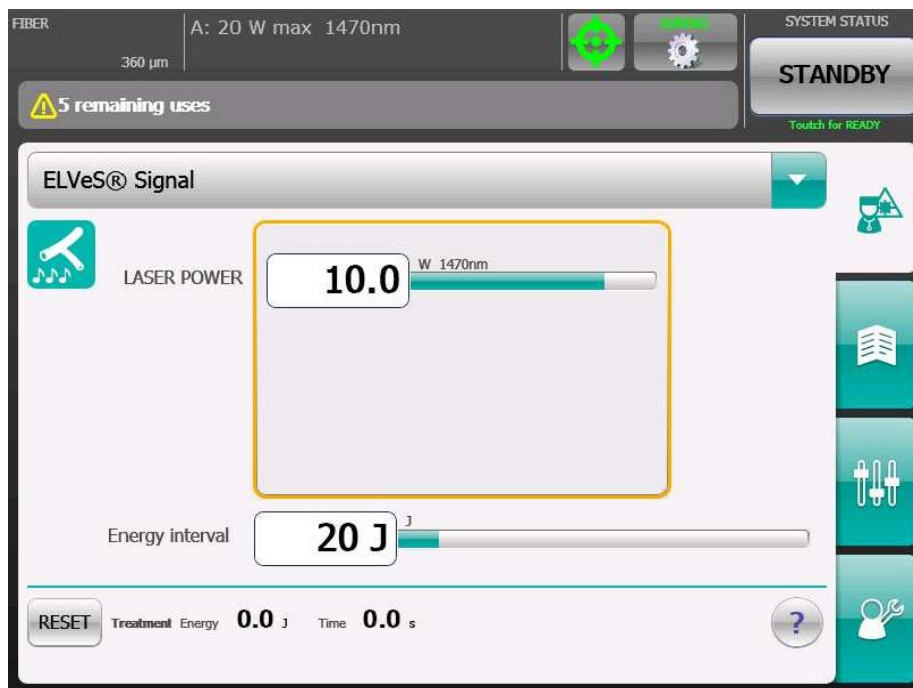 FIBER
A: 20 W max 1470nm
360 µm
SYSTEM STATUS
STANDBY
Toutch for READY
5 remaining uses
ELVeS® Signal
LASER POWER
10.0
W 1470nm
Energy interval
20 J
J
RESET
Treatment Energy 0.0 J Time 0.0 s
?